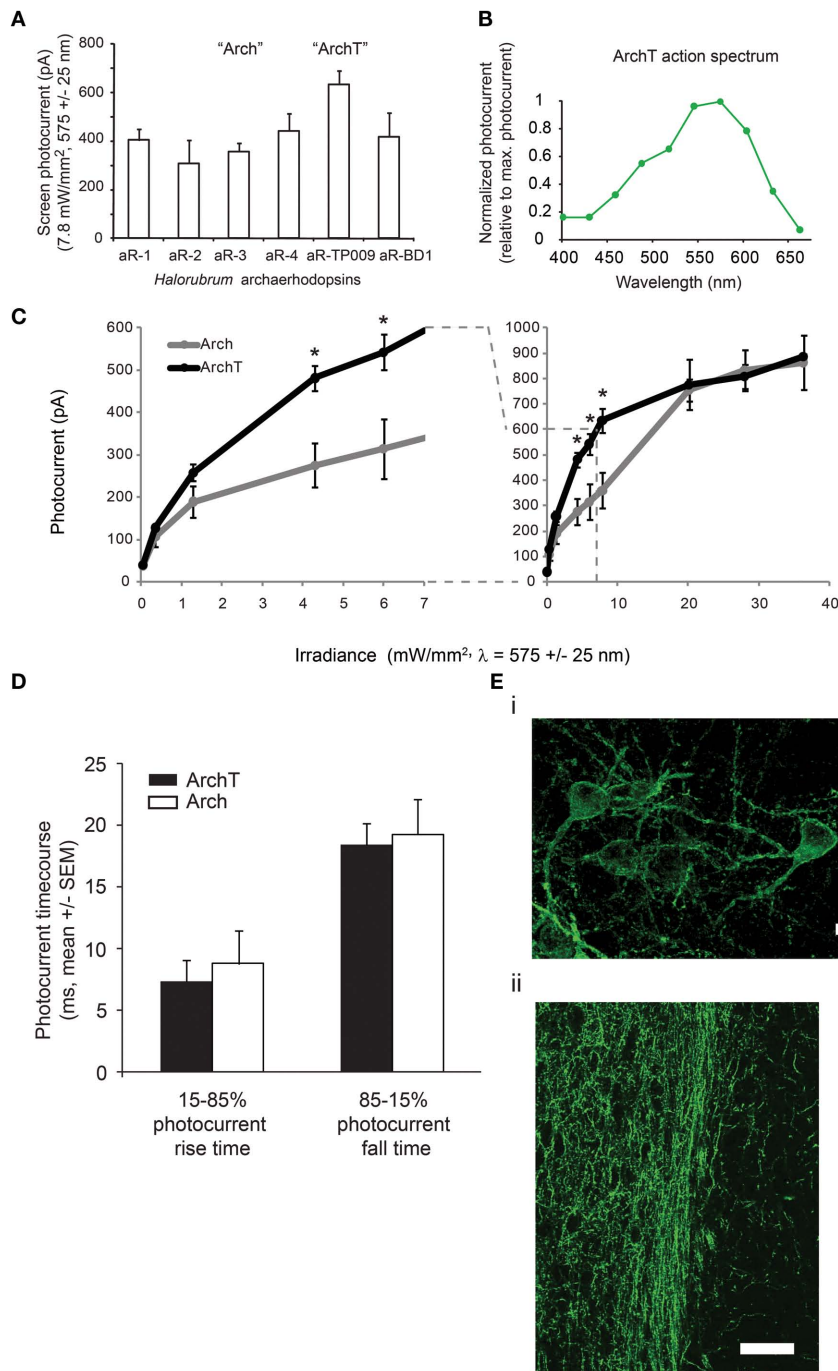 A
"Arch" "ArchT"
Screen photocurrent (pA)
(7.8 mW/mm², 575 +/- 25 nm)
800
600
400
200
0
aR-1 aR-2 aR-3 aR-4 aR-TP009 aR-BD1
Halorubrum archaerhodopsins
B
ArchT action spectrum
Normalized photocurrent
(relative to max. photocurrent)
1
0.8
0.6
0.4
0.2
0
400 450 500 550 600 650
Wavelength (nm)
C
Photocurrent (pA)
600
500
400
300
200
100
0
Arch
ArchT
* *
0 1 2 3 4 5 6 7
1000
900
800
700
600
500
400
300
200
100
0
* * *
0 10 20 30 40
Irradiance (mW/mm², λ = 575 +/- 25 nm)
D
Photocurrent timecourse
(ms, mean +/- SEM)
25
20
15
10
5
0
ArchT
Arch
15-85%
photocurrent
rise time
85-15%
photocurrent
fall time
E
i
ii